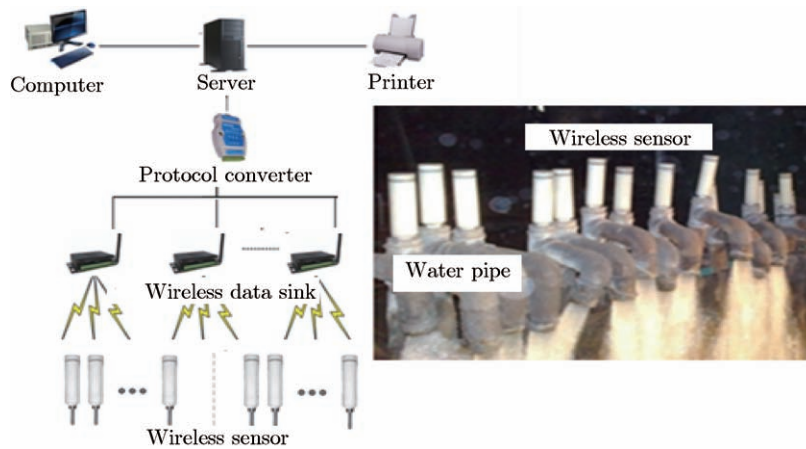 Computer
Server
Printer
Protocol converter
Wireless data sink
Wireless sensor
Wireless sensor
Water pipe